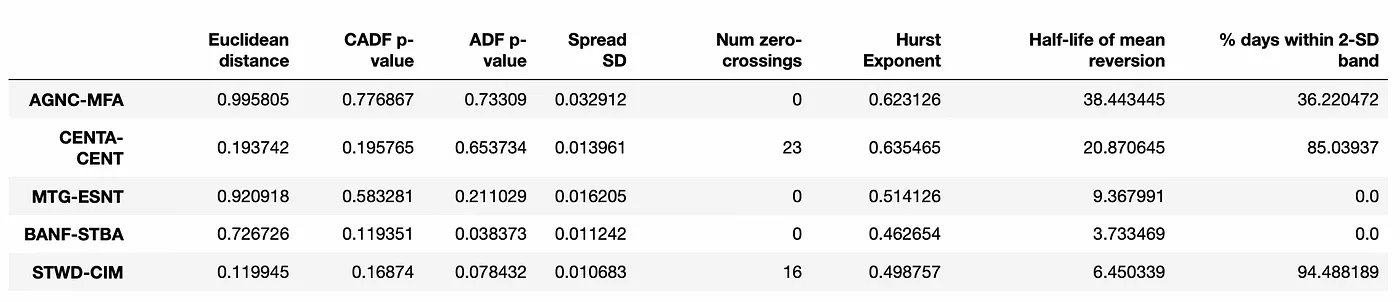 Euclidean distance CADF p-value ADF p-value Spread SD Num zero-crossings Hurst Exponent Half-life of mean reversion % days within 2-SD band
AGNC-MFA 0.995805 0.776867 0.73309 0.032912 0 0.623126 38.443445 36.220472
CENTA-CENT 0.193742 0.195765 0.653734 0.013961 23 0.635465 20.870645 85.03937
MTG-ESNT 0.920918 0.583281 0.211029 0.016205 0 0.514126 9.367991 0.0
BANF-STBA 0.726726 0.119351 0.038373 0.011242 0 0.462654 3.733469 0.0
STWD-CIM 0.119945 0.16874 0.078432 0.010683 16 0.498757 6.450339 94.488189